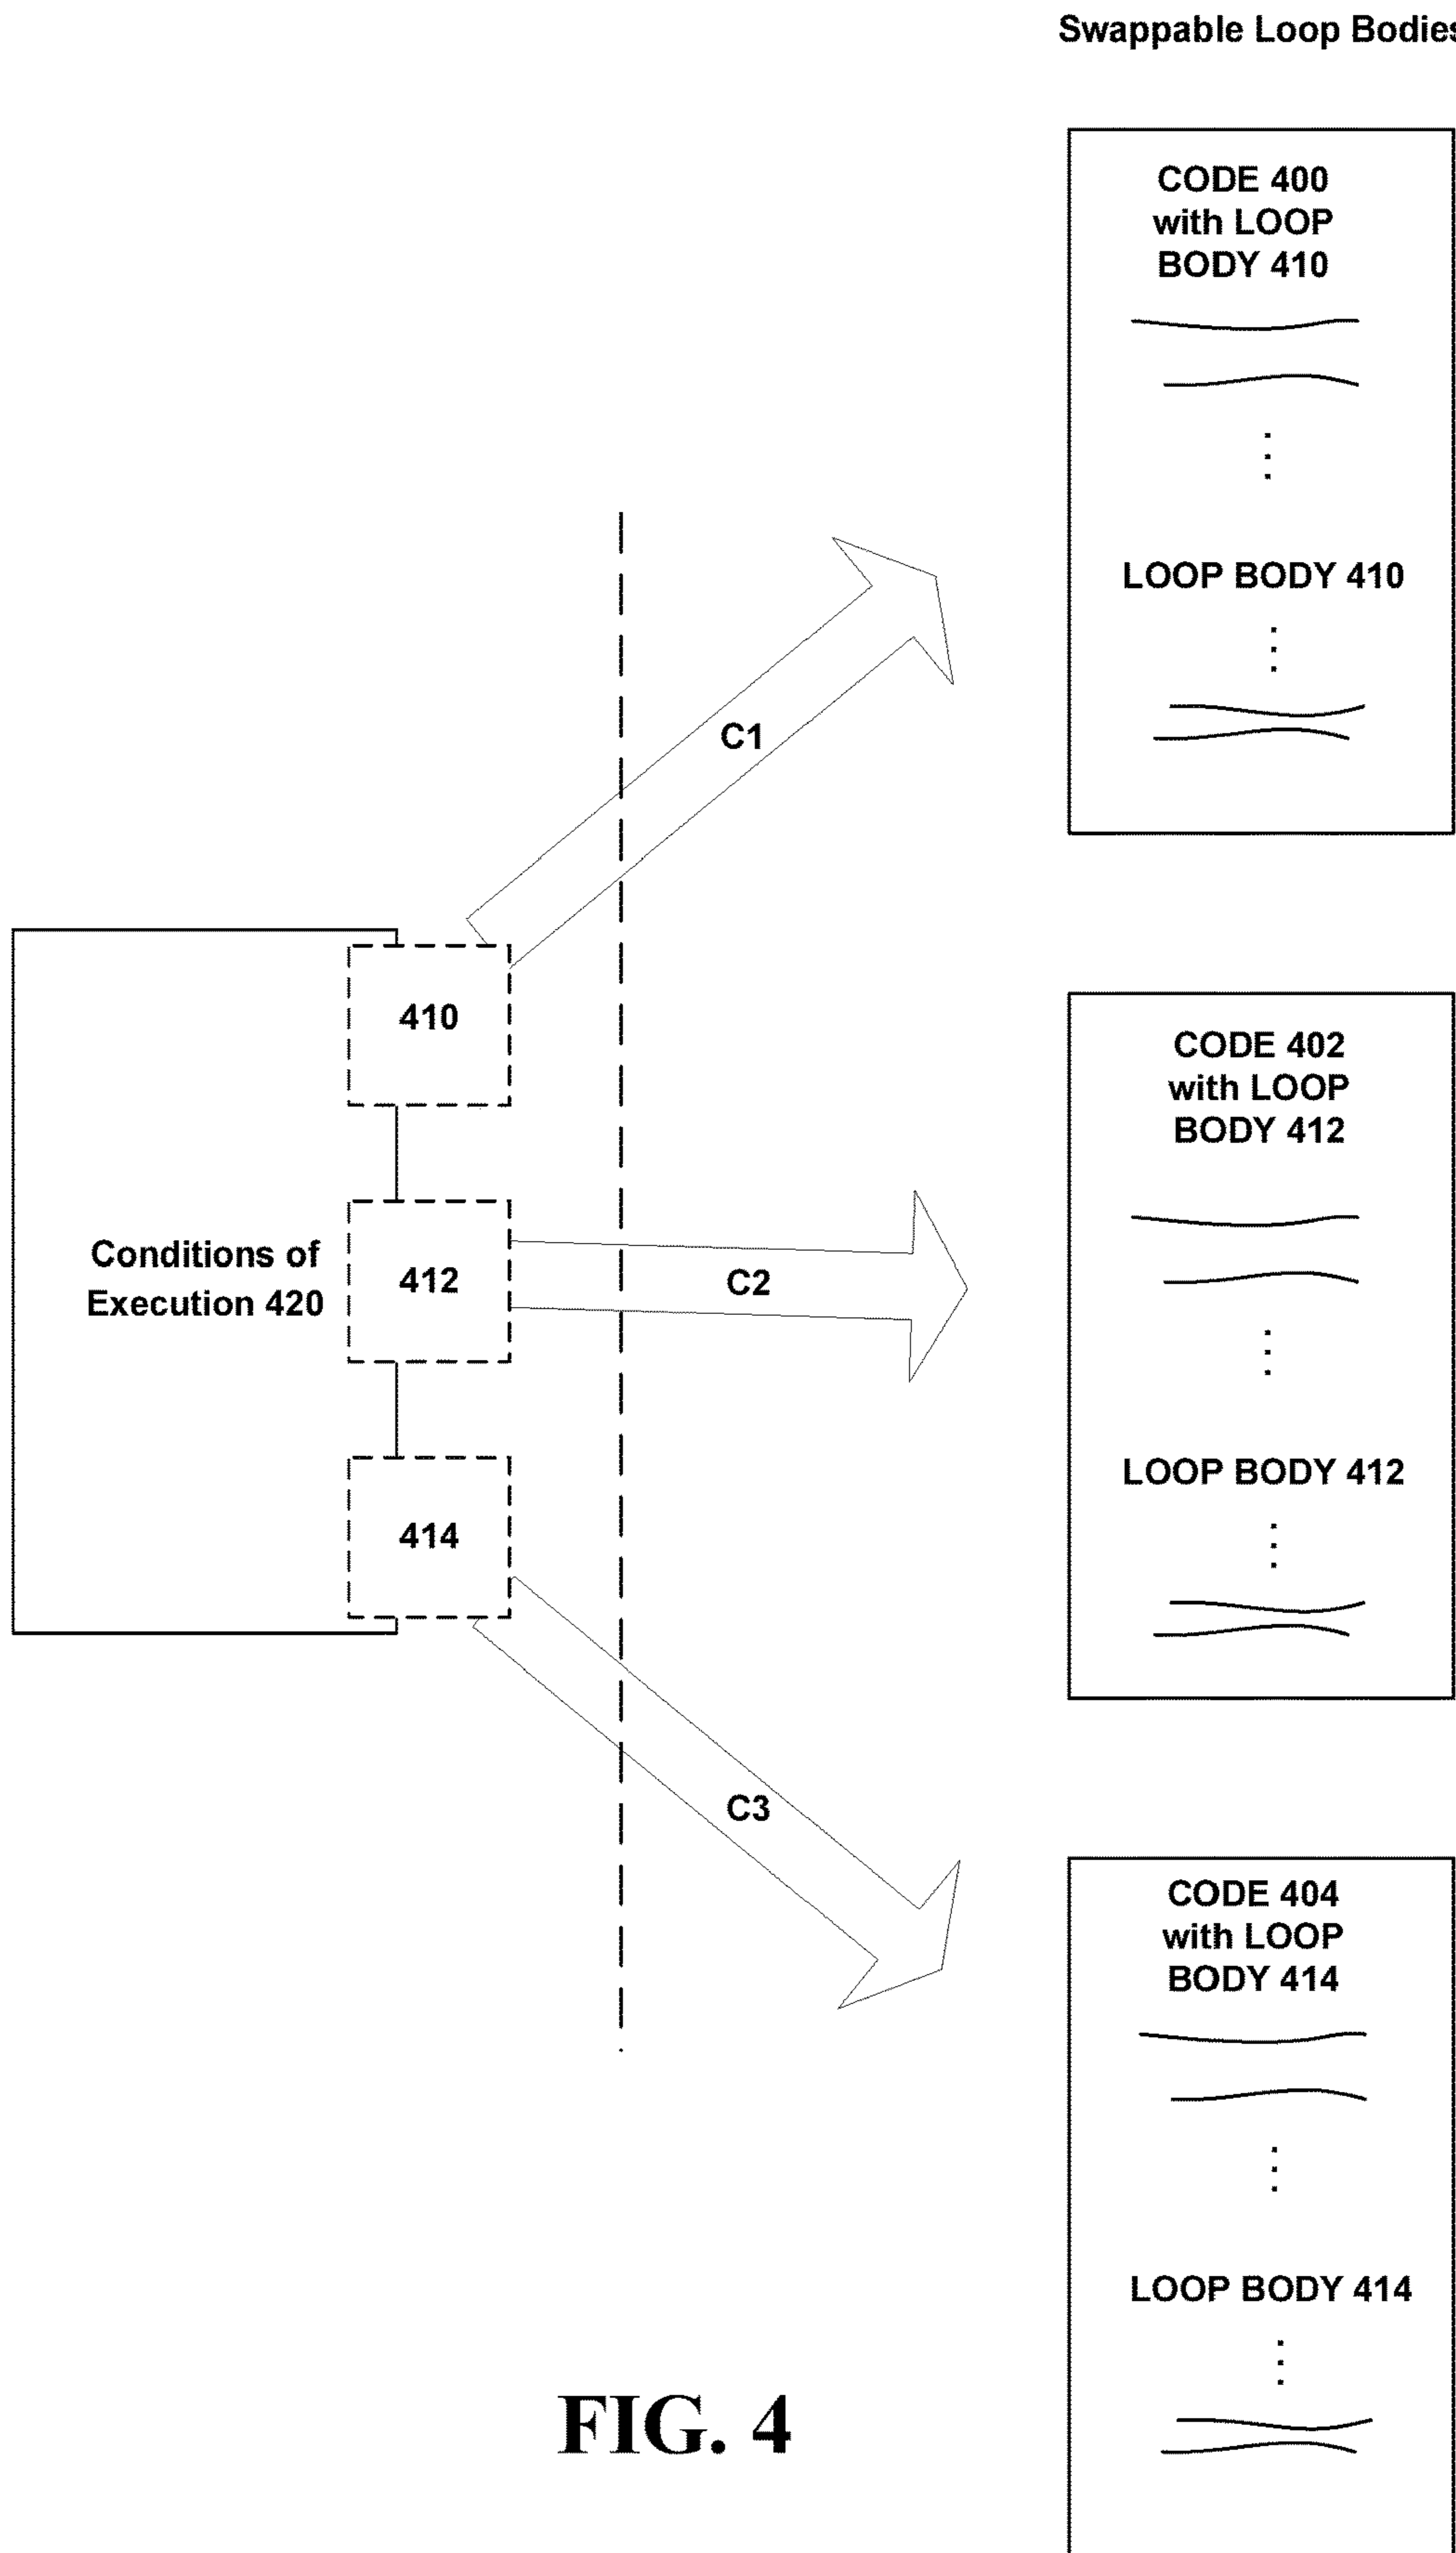 Swappable Loop Bodies
CODE 400
with LOOP
BODY 410
LOOP BODY 410
C1
410
CODE 402
with LOOP
BODY 412
Conditions of
Execution 420
412
C2
LOOP BODY 412
414
C3
CODE 404
with LOOP
BODY 414
LOOP BODY 414
FIG. 4